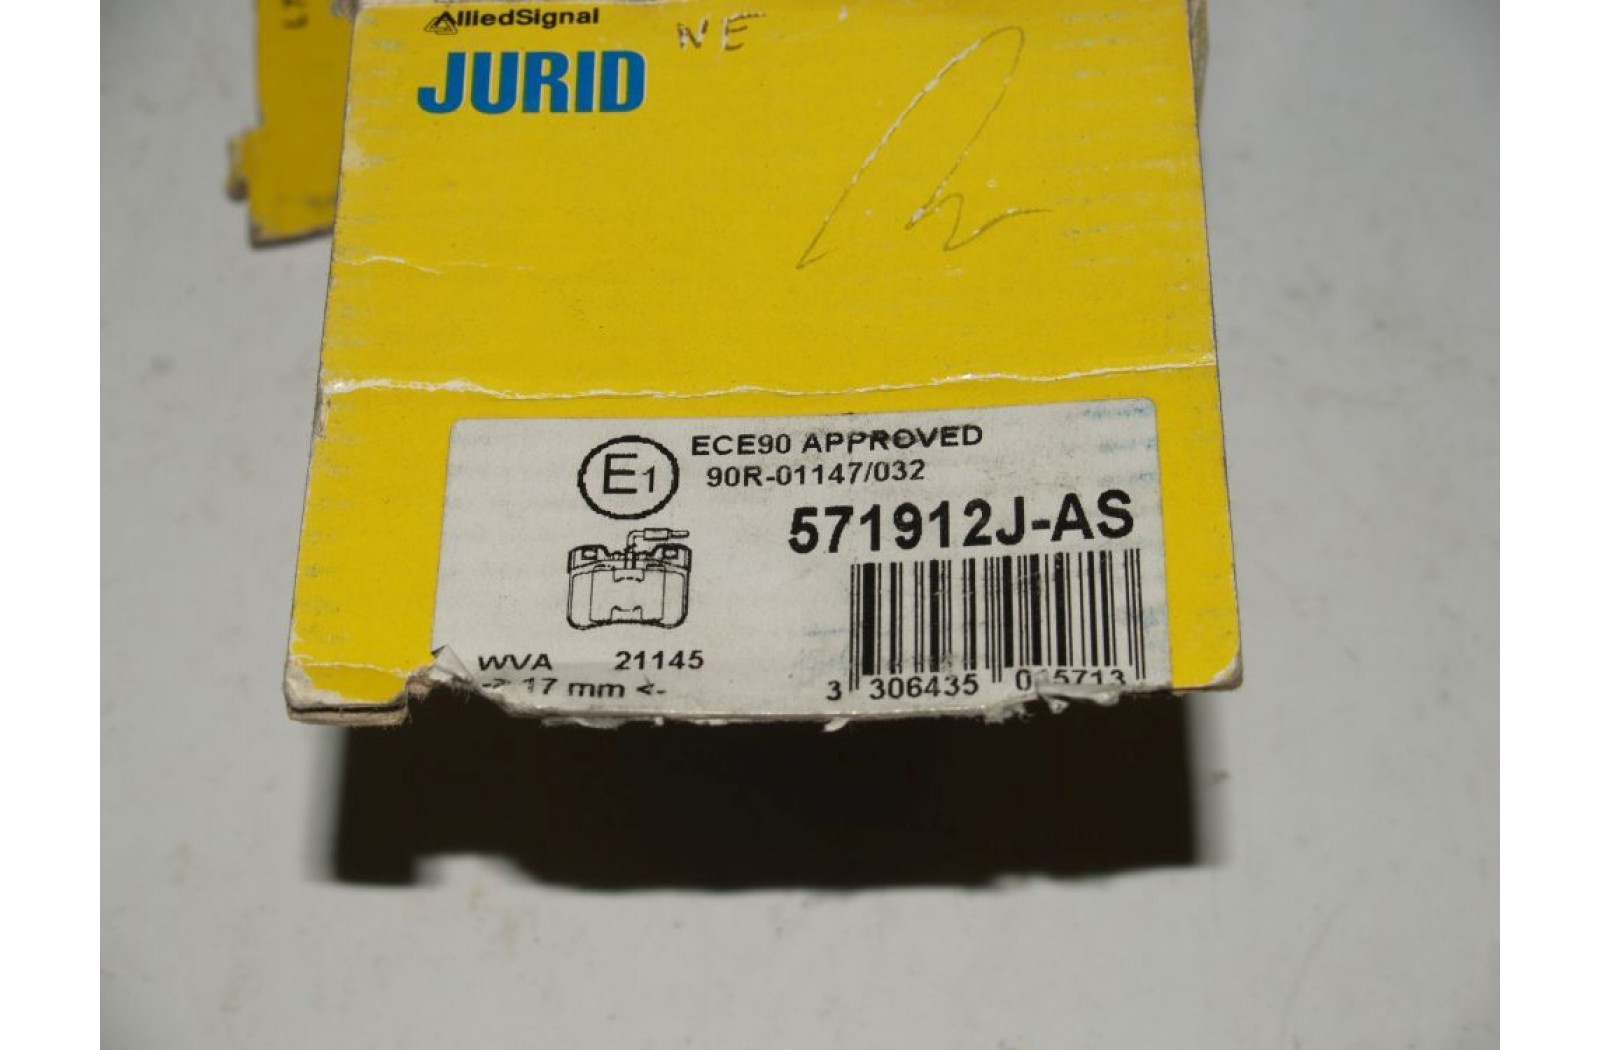 AlliedSignal
NE
JURID
ECE90 APPROVED
E1
90R-01147/032
571912J-AS
WVA 21145
-> 17 mm <-
3 306435